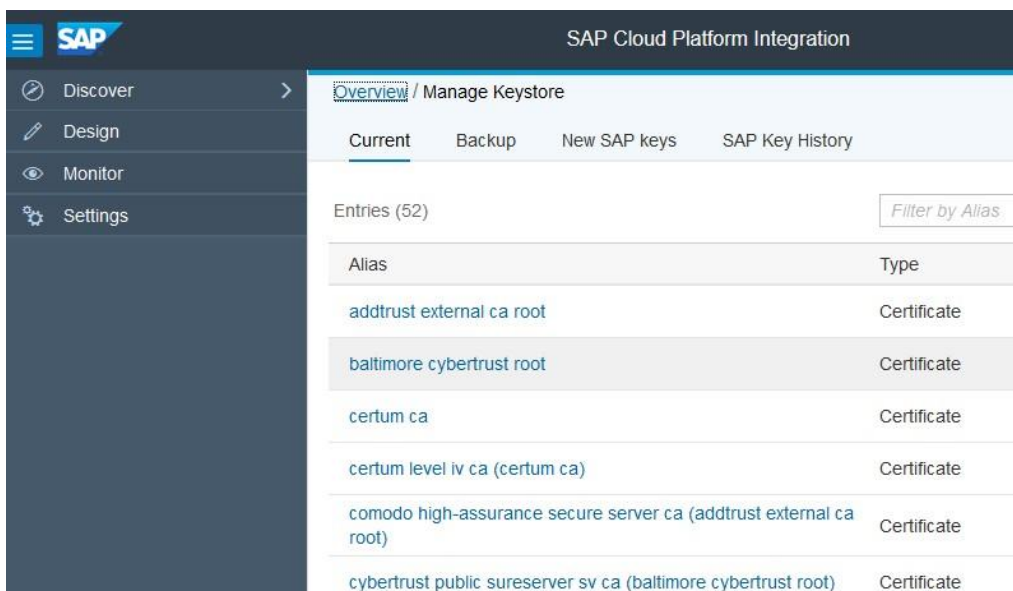 SAP
SAP Cloud Platform Integration
Discover
Design
Monitor
Settings
Overview / Manage Keystore
Current Backup New SAP keys SAP Key History
Entries (52) Filter by Alias
Alias Type
addtrust external ca root Certificate
baltimore cybertrust root Certificate
certum ca Certificate
certum level iv ca (certum ca) Certificate
comodo high-assurance secure server ca (addtrust external ca
root) Certificate
cybertrust public sureserver sv ca (baltimore cybertrust root) Certificate